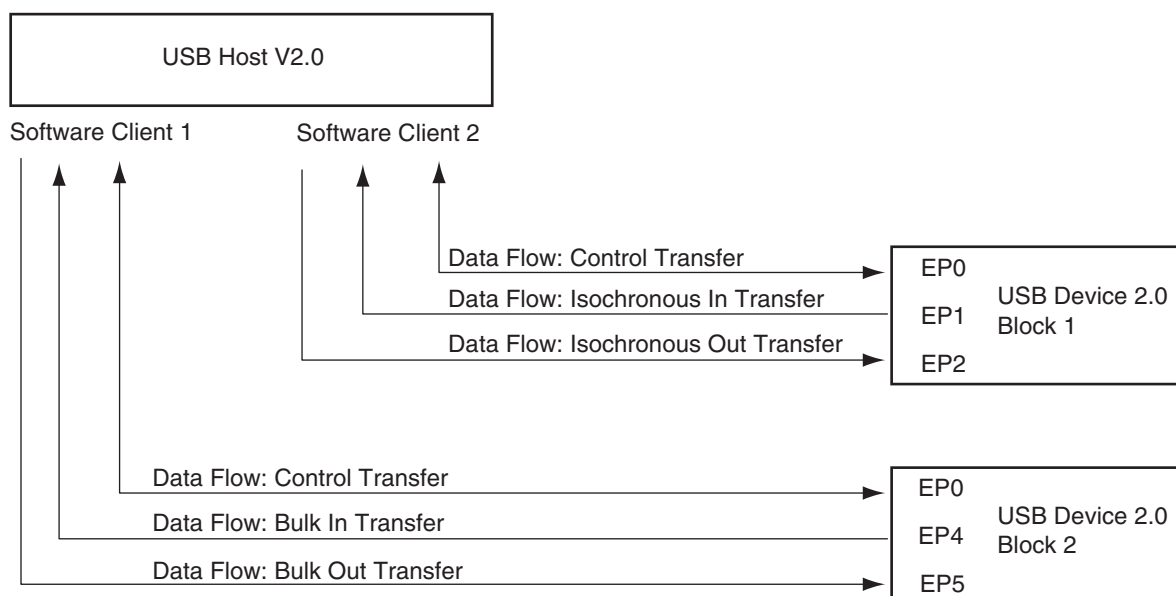 USB Host V2.0
Software Client 1
Software Client 2
Data Flow: Control Transfer
Data Flow: Isochronous In Transfer
Data Flow: Isochronous Out Transfer
EP0
EP1
EP2
USB Device 2.0
Block 1
Data Flow: Control Transfer
Data Flow: Bulk In Transfer
Data Flow: Bulk Out Transfer
EP0
EP4
EP5
USB Device 2.0
Block 2